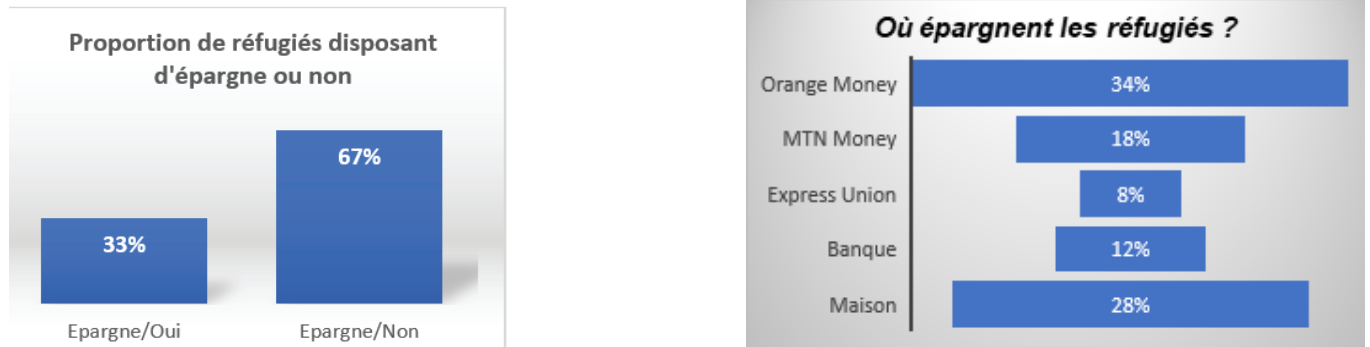 Proportion de réfugiés disposant
d'épargne ou non
33%
67%
Epargne/Oui
Epargne/Non
Où épargnent les réfugiés ?
Orange Money
34%
MTN Money
18%
Express Union
8%
Banque
12%
Maison
28%